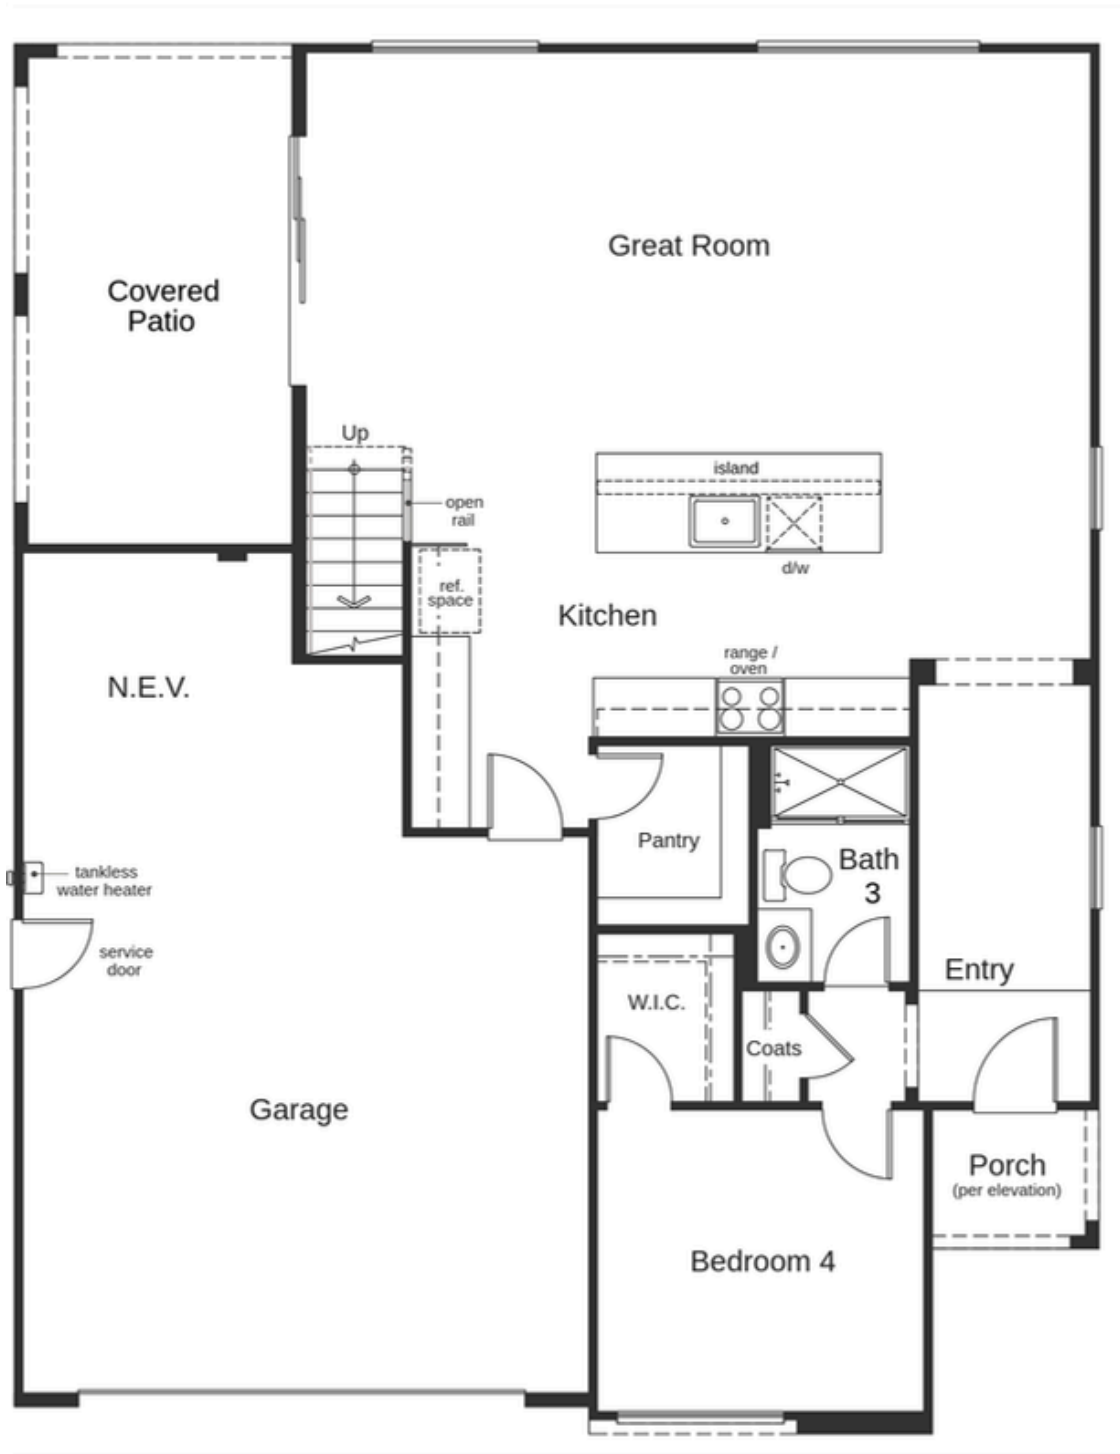 Great Room
Covered
Patio
Up
island
open
rail
d/w
ref.
space
Kitchen
range /
oven
N.E.V.
Pantry
Bath
3
tankless
water heater
service
door
Entry
W.I.C.
Coats
Garage
Porch
(per elevation)
Bedroom 4